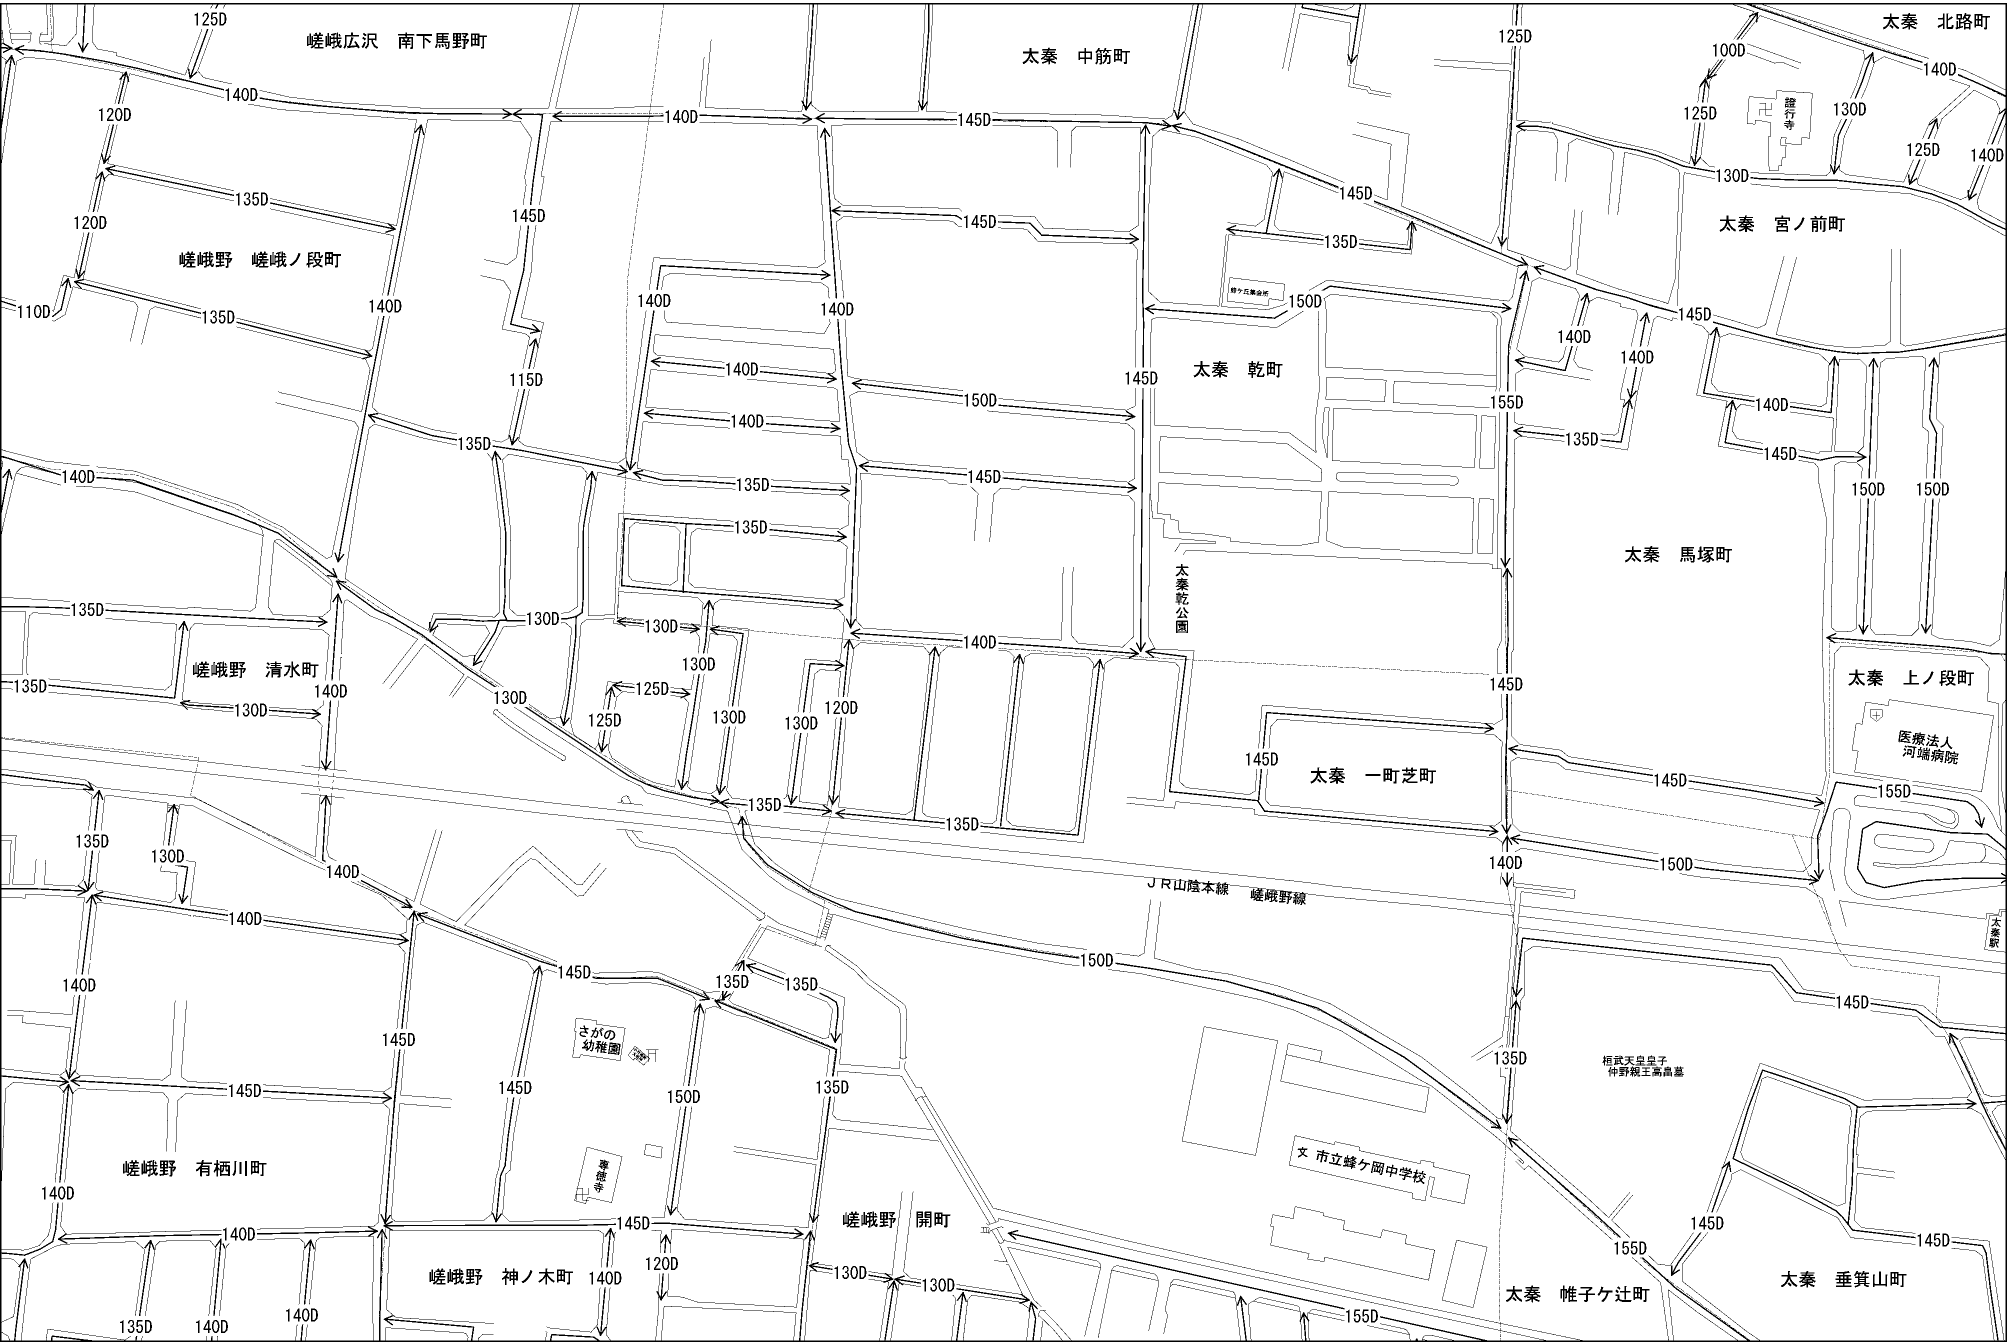 125D
嵯峨広沢　南下馬野町
太秦　中筋町
125D
太秦　北路町
100D
140D
140D
120D
140D
145D
125D
證行寺
130D
125D
140D
130D
135D
120D
145D
145D
145D
135D
太秦　宮ノ前町
嵯峨野　嵯峨ノ段町
110D
135D
140D
140D
140D
蜂ケ丘集会所
150D
145D
140D
140D
115D
140D
145D
太秦　乾町
150D
155D
140D
140D
135D
135D
145D
140D
135D
145D
150D
150D
135D
太秦　馬塚町
太秦乾公園
135D
130D
130D
140D
嵯峨野　清水町
135D
140D
130D
130D
125D
130D
125D
130D
130D
120D
145D
太秦　上ノ段町
医療法人
河端病院
145D
太秦　一町芝町
145D
155D
135D
135D
135D
130D
140D
140D
150D
ＪＲ山陰本線　嵯峨野線
太秦駅
140D
140D
145D
135D
135D
150D
145D
さがの
幼稚園
145D
145D
150D
135D
135D
桓武天皇皇子
仲野親王高畠墓
145D
嵯峨野　有栖川町
140D
専徳寺
文 市立蜂ケ岡中学校
140D
145D
嵯峨野　開町
145D
155D
145D
嵯峨野　神ノ木町
140D
120D
130D
130D
太秦　帷子ケ辻町
太秦　垂箕山町
135D
140D
140D
155D